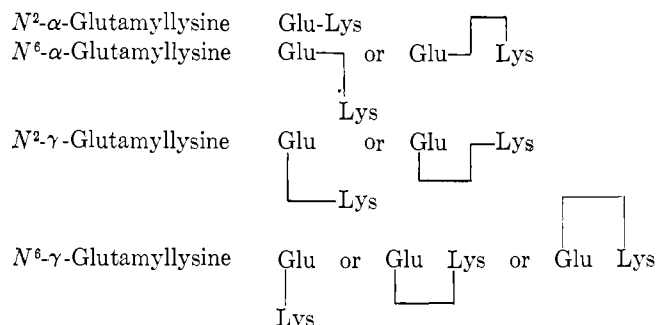 N²-α-Glutamyllysine Glu-Lys
N⁶-α-Glutamyllysine Glu or Glu Lys
Lys
N²-γ-Glutamyllysine Glu or Glu Lys
Lys
N⁶-γ-Glutamyllysine Glu or Glu Lys or Glu Lys
Lys